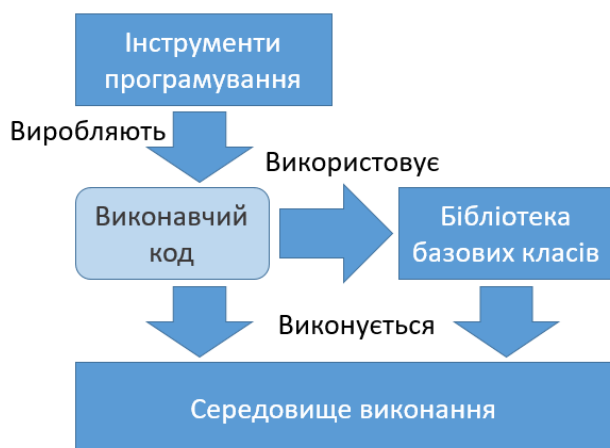 Інструменти
програмування
Виробляють
Використовує
Виконавчий
код
Бібліотека
базових класів
Виконується
Середовище виконання